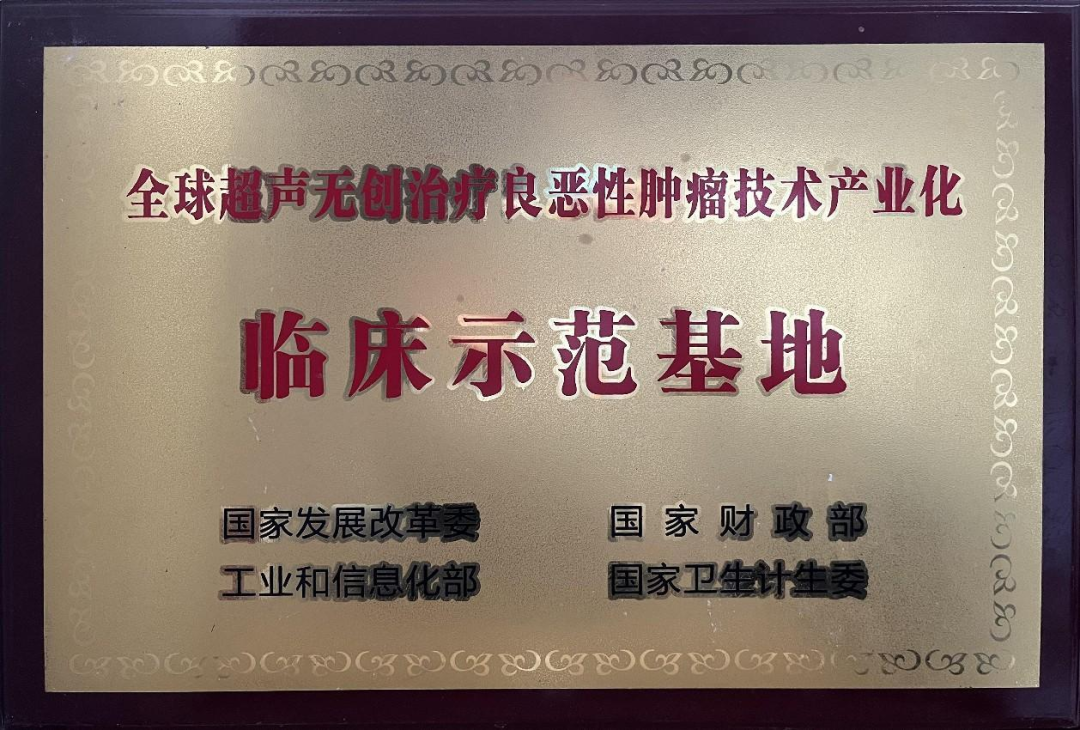 全球超声无创治疗良恶性肿瘤技术产业化
临床示范基地
国家发展改革委 国家财政部
工业和信息化部 国家卫生计生委